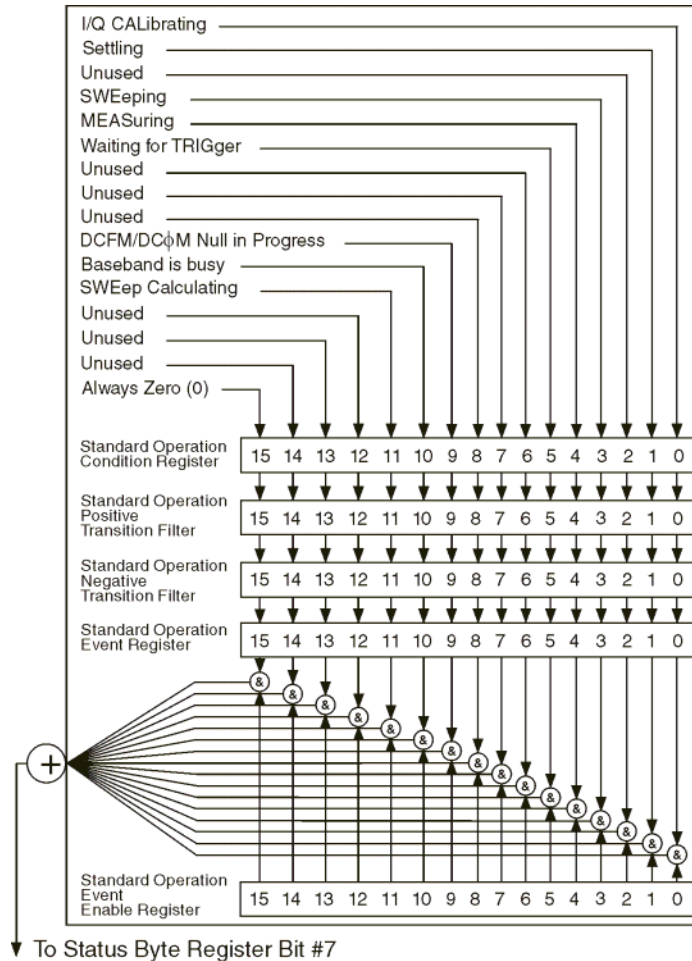 I/Q CALibrating
Settling
Unused
SWEeping
MEASuring
Waiting for TRIGger
Unused
Unused
Unused
DCFM/DCϕM Null in Progress
Baseband is busy
SWEep Calculating
Unused
Unused
Unused
Always Zero (0)
Standard Operation
Condition Register
15 14 13 12 11 10 9 8 7 6 5 4 3 2 1 0
Standard Operation
Positive
Transition Filter
15 14 13 12 11 10 9 8 7 6 5 4 3 2 1 0
Standard Operation
Negative
Transition Filter
15 14 13 12 11 10 9 8 7 6 5 4 3 2 1 0
Standard Operation
Event Register
15 14 13 12 11 10 9 8 7 6 5 4 3 2 1 0
& & & & & & & & & & & & & & & &
+
Standard Operation
Event
Enable Register
15 14 13 12 11 10 9 8 7 6 5 4 3 2 1 0
To Status Byte Register Bit #7